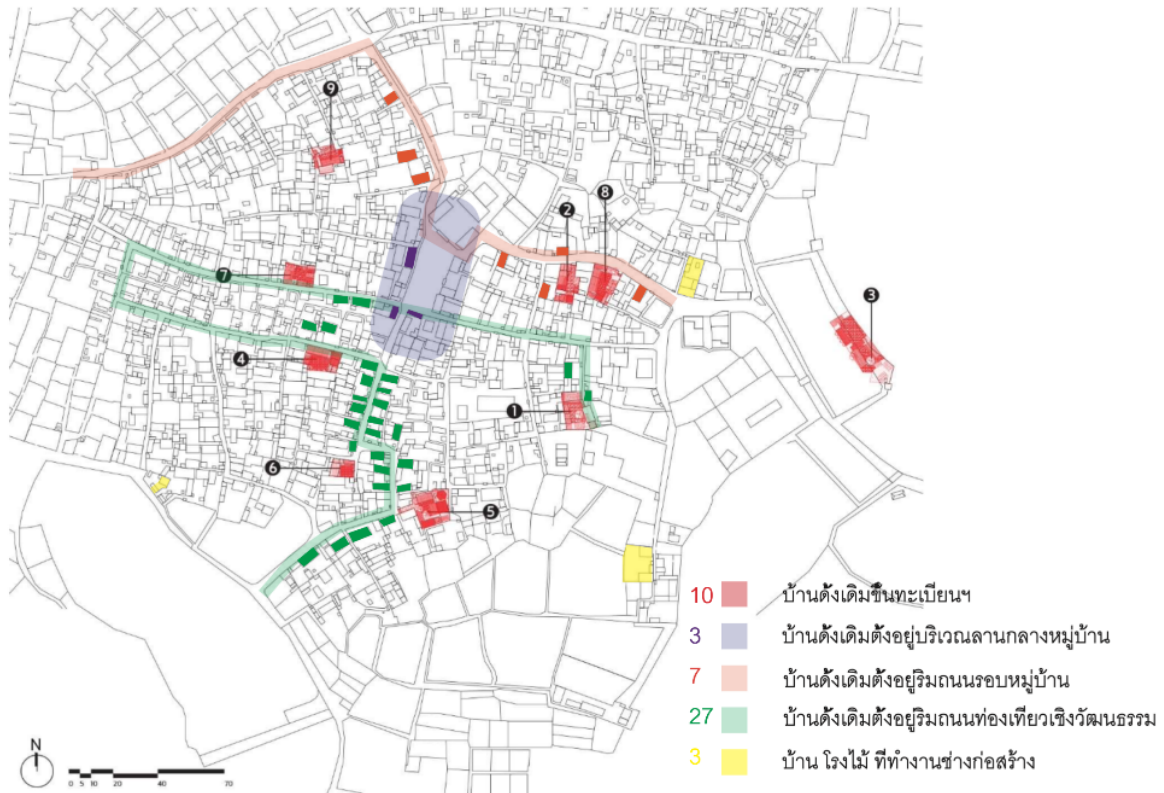 9
2
8
7
3
4
1
6
5
10 บ้านดั้งเดิมขึ้นทะเบียนฯ
3 บ้านดั้งเดิมตั้งอยู่บริเวณลานกลางหมู่บ้าน
7 บ้านดั้งเดิมตั้งอยู่ริมถนนรอบหมู่บ้าน
27 บ้านดั้งเดิมตั้งอยู่ริมถนนท่องเที่ยวเชิงวัฒนธรรม
3 บ้าน โรงไม้ ที่ทำงานช่างก่อสร้าง
N
0 5 10 20 40 70